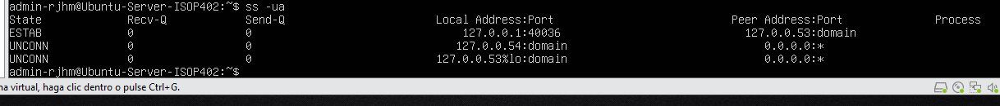 admin-rjhm@Ubuntu-Server-ISOP402:~$ ss -ua
State Recv-Q Send-Q Local Address:Port Peer Address:Port Process
ESTAB 0 0 127.0.0.1:40036 127.0.0.53:domain
UNCONN 0 0 127.0.0.54:domain 0.0.0.0:*
UNCONN 0 0 127.0.0.53%lo:domain 0.0.0.0:*
admin-rjhm@Ubuntu-Server-ISOP402:~$
na virtual, haga clic dentro o pulse Ctrl+G.